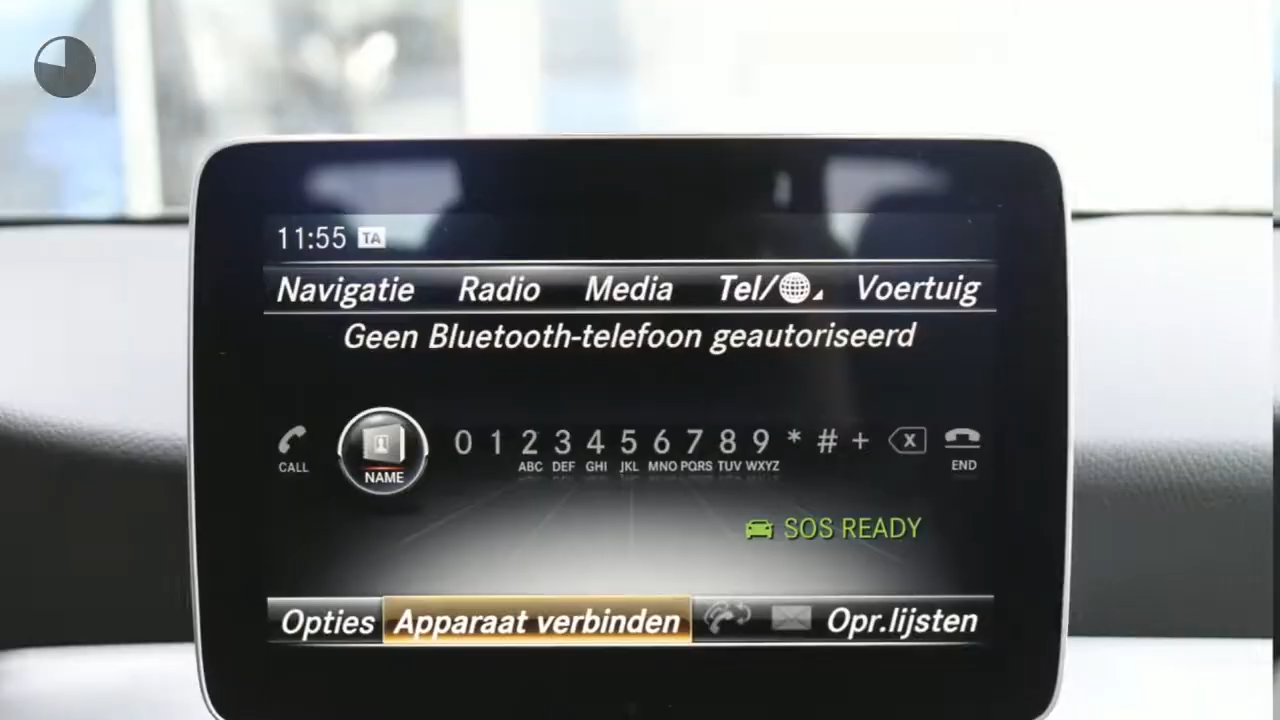 11:55 TA
Navigatie Radio Media Tel/ Voertuig
Geen Bluetooth-telefoon geautoriseerd
0 1 2 3 4 5 6 7 8 9 * # + X
CALL NAME ABC DEF GHI JKL MNO PQRS TUV WXYZ END
SOS READY
Opties Apparaat verbinden Opr.lijsten